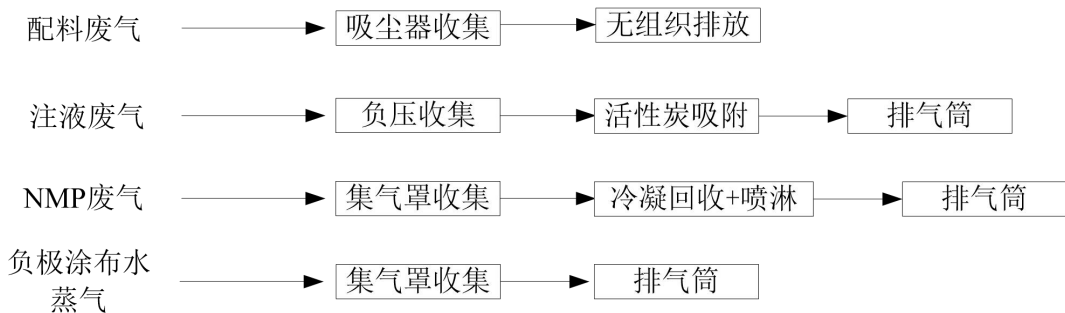 配料废气 吸尘器收集 无组织排放
注液废气 负压收集 活性炭吸附 排气筒
NMP废气 集气罩收集 冷凝回收+喷淋 排气筒
负极涂布水
蒸气 集气罩收集 排气筒